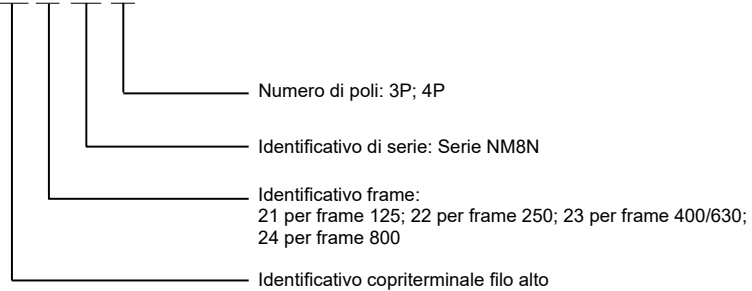 Numero di poli: 3P; 4P
Identificativo di serie: Serie NM8N
Identificativo frame:
21 per frame 125; 22 per frame 250; 23 per frame 400/630;
24 per frame 800
Identificativo copriterminale filo alto